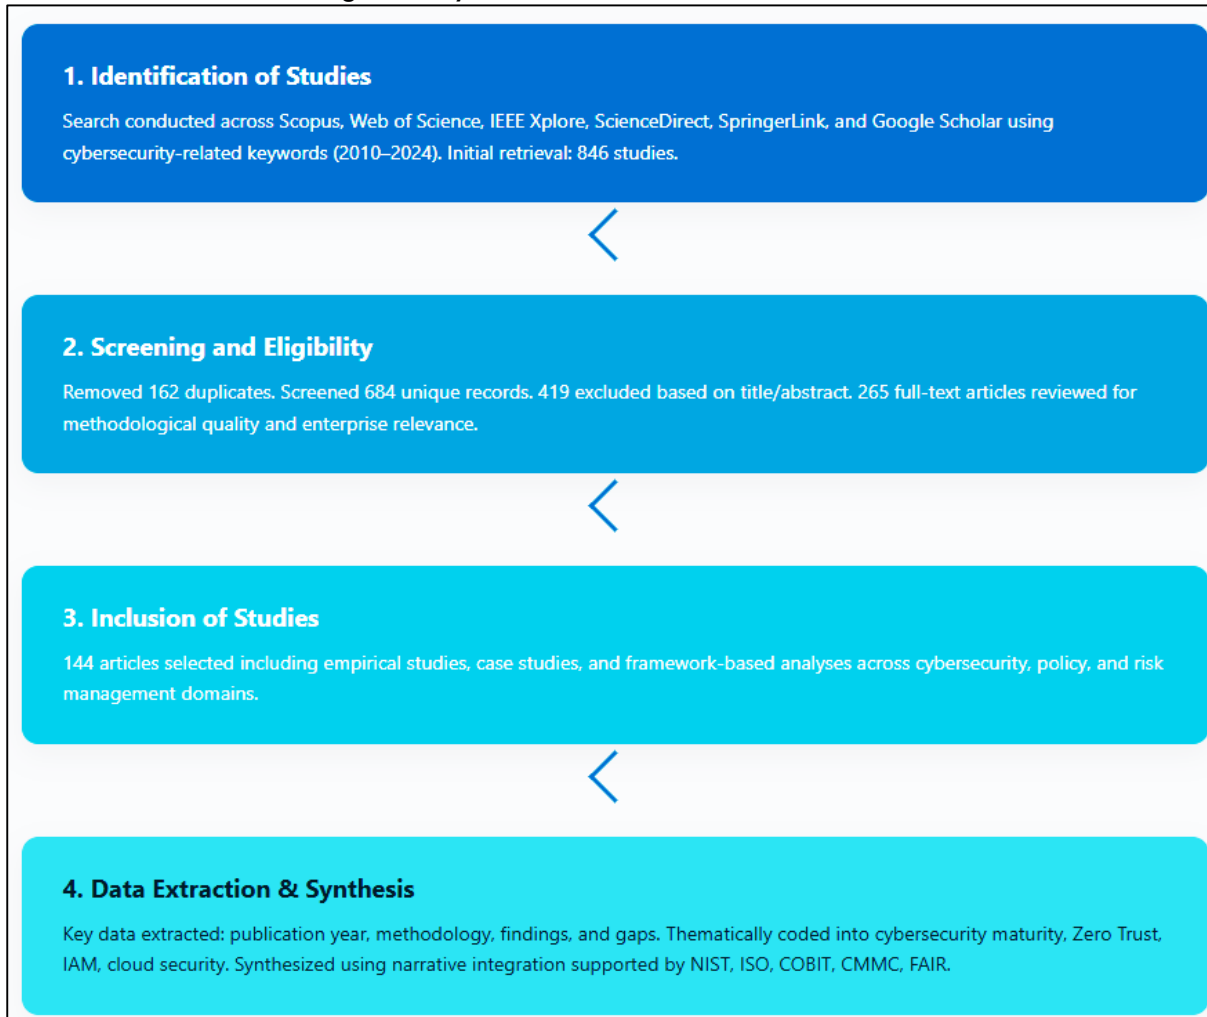 1. Identification of Studies
Search conducted across Scopus, Web of Science, IEEE Xplore, ScienceDirect, SpringerLink, and Google Scholar using
cybersecurity-related keywords (2010–2024). Initial retrieval: 846 studies.
2. Screening and Eligibility
Removed 162 duplicates. Screened 684 unique records. 419 excluded based on title/abstract. 265 full-text articles reviewed for
methodological quality and enterprise relevance.
3. Inclusion of Studies
144 articles selected including empirical studies, case studies, and framework-based analyses across cybersecurity, policy, and risk
management domains.
4. Data Extraction & Synthesis
Key data extracted: publication year, methodology, findings, and gaps. Thematically coded into cybersecurity maturity, Zero Trust,
IAM, cloud security. Synthesized using narrative integration supported by NIST, ISO, COBIT, CMMC, FAIR.